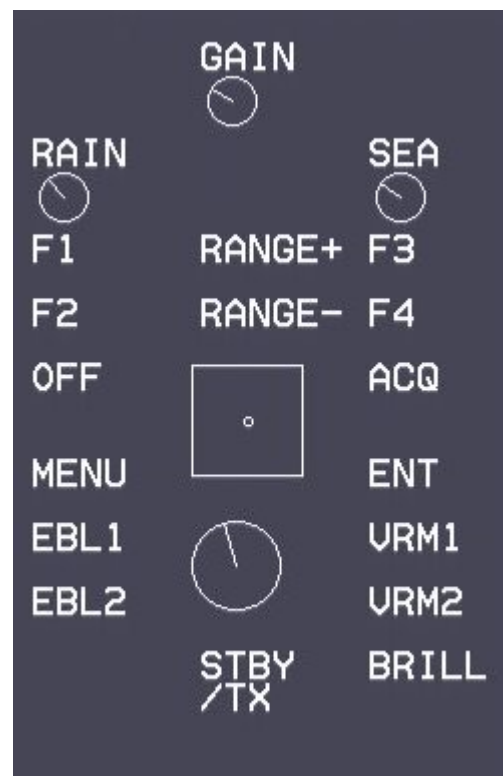 GAIN
RAIN SEA
F1 RANGE+ F3
F2 RANGE- F4
OFF ACQ
MENU ENT
EBL1 VRM1
EBL2 VRM2
STBY BRILL
/TX